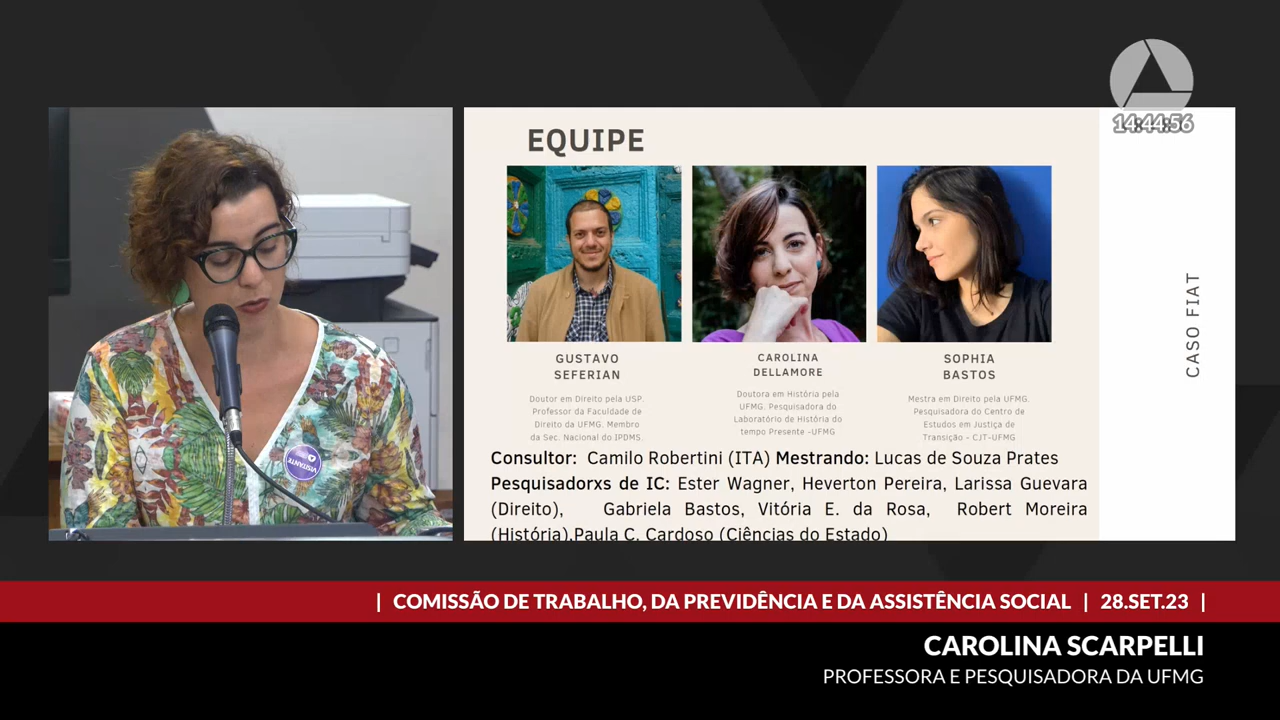 14:44:56
EQUIPE
GUSTAVO
SEFERIAN
Doutor em Direito pela USP.
Professor da Faculdade de
Direito da UFMG. Membro
da Sec. Nacional do IPDMS.
CAROLINA
DELLAMORE
Doutora em História pela
UFMG. Pesquisadora do
Laboratório de História do
tempo Presente -UFMG
SOPHIA
BASTOS
Mestra em Direito pela UFMG.
Pesquisadora do Centro de
Estudos em Justiça de
Transição - CJT-UFMG
Consultor: Camilo Robertini (ITA) Mestrando: Lucas de Souza Prates
Pesquisadorxs de IC: Ester Wagner, Heverton Pereira, Larissa Guevara
(Direito), Gabriela Bastos, Vitória E. da Rosa, Robert Moreira
(História).Paula C. Cardoso (Ciências do Estado)
CASO FIAT
VISITANTE
| COMISSÃO DE TRABALHO, DA PREVIDÊNCIA E DA ASSISTÊNCIA SOCIAL | 28.SET.23 |
CAROLINA SCARPELLI
PROFESSORA E PESQUISADORA DA UFMG